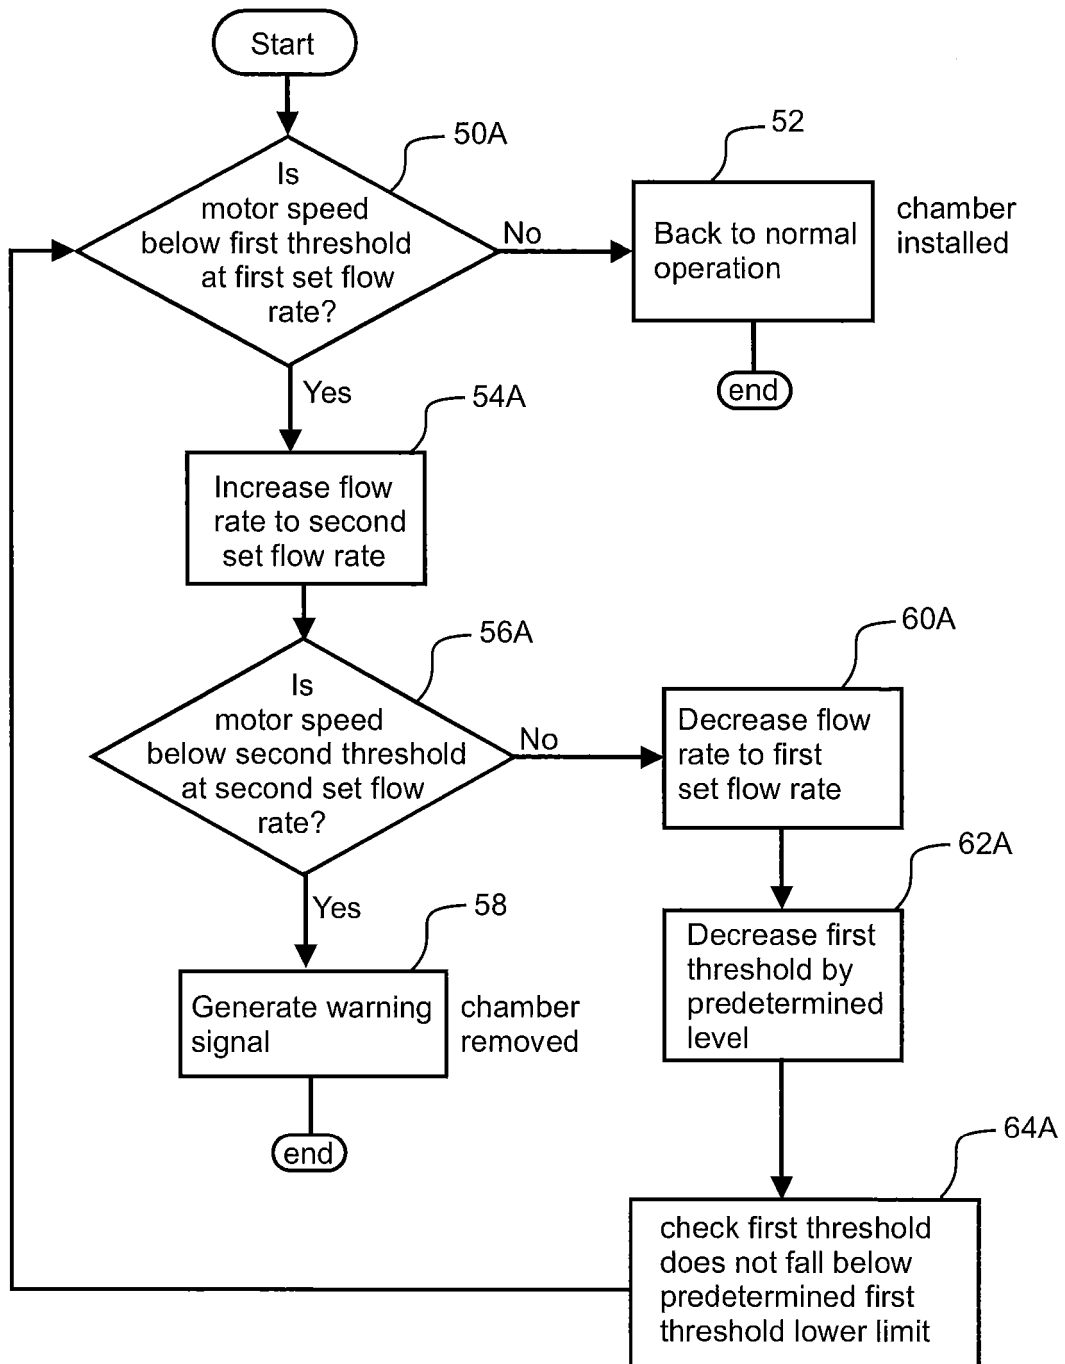 Start
50A
Is
motor speed
below first threshold
at first set flow
rate?
No
52
Back to normal
operation
chamber
installed
end
Yes
54A
Increase flow
rate to second
set flow rate
56A
Is
motor speed
below second threshold
at second set flow
rate?
No
60A
Decrease flow
rate to first
set flow rate
62A
Decrease first
threshold by
predetermined
level
Yes
58
Generate warning
signal
chamber
removed
end
64A
check first threshold
does not fall below
predetermined first
threshold lower limit